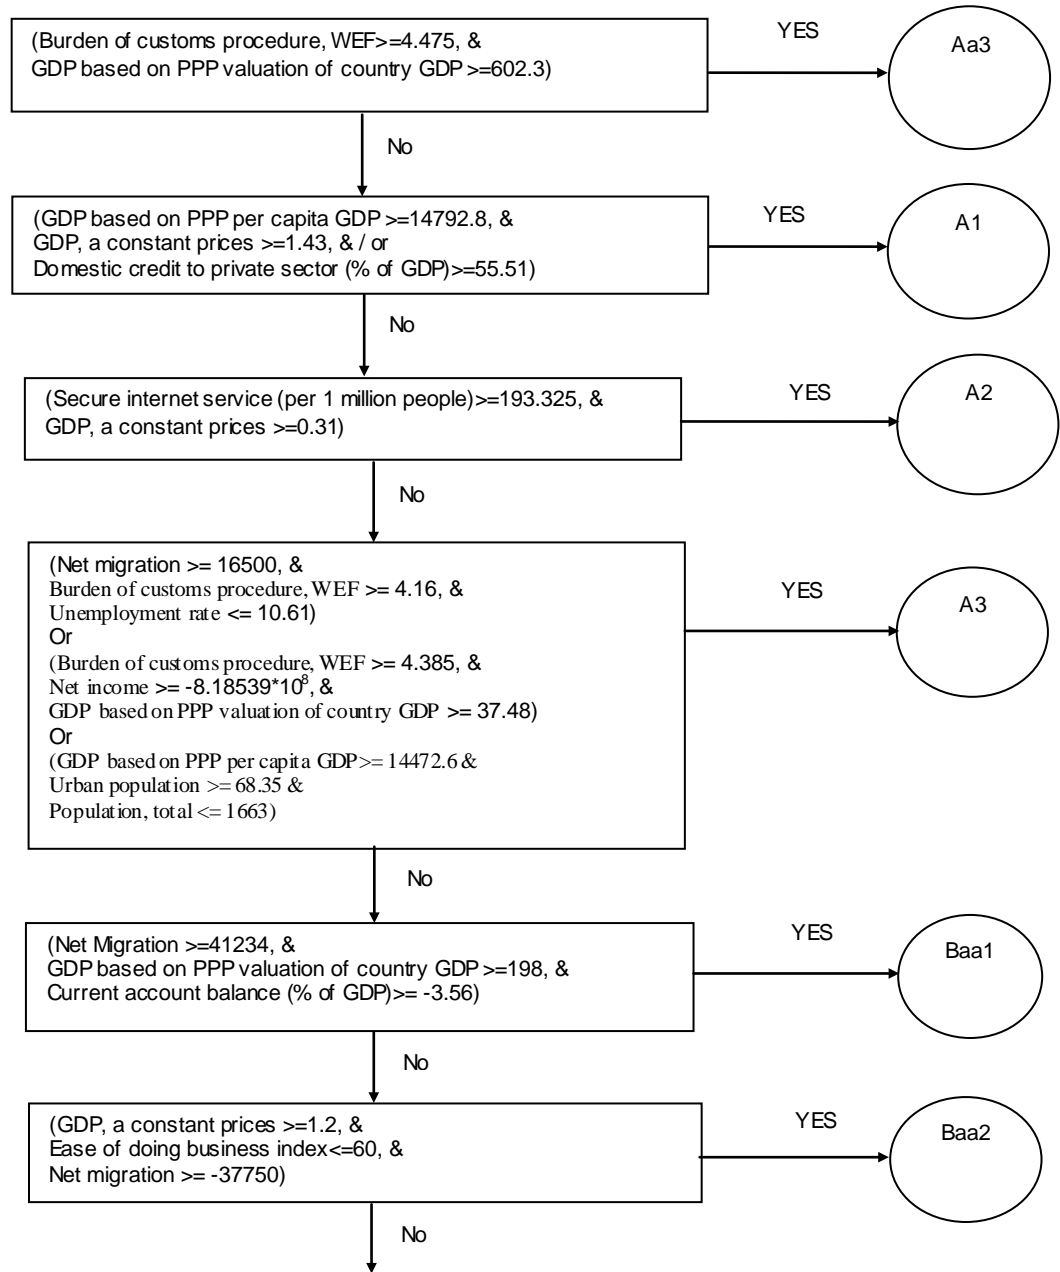 (Burden of customs procedure, WEF>=4.475, &
GDP based on PPP valuation of country GDP >=602.3)
YES
Aa3
No
(GDP based on PPP per capita GDP >=14792.8, &
GDP, a constant prices >=1.43, & / or
Domestic credit to private sector (% of GDP)>=55.51)
YES
A1
No
(Secure internet service (per 1 million people)>=193.325, &
GDP, a constant prices >=0.31)
YES
A2
No
(Net migration >= 16500, &
Burden of customs procedure, WEF >= 4.16, &
Unemployment rate <= 10.61)
Or
(Burden of customs procedure, WEF >= 4.385, &
Net income >= -8.18539*10⁸, &
GDP based on PPP valuation of country GDP >= 37.48)
Or
(GDP based on PPP per capita GDP>= 14472.6 &
Urban population >= 68.35 &
Population, total <= 1663)
YES
A3
No
(Net Migration >=41234, &
GDP based on PPP valuation of country GDP >=198, &
Current account balance (% of GDP)>= -3.56)
YES
Baa1
No
(GDP, a constant prices >=1.2, &
Ease of doing business index<=60, &
Net migration >= -37750)
YES
Baa2
No